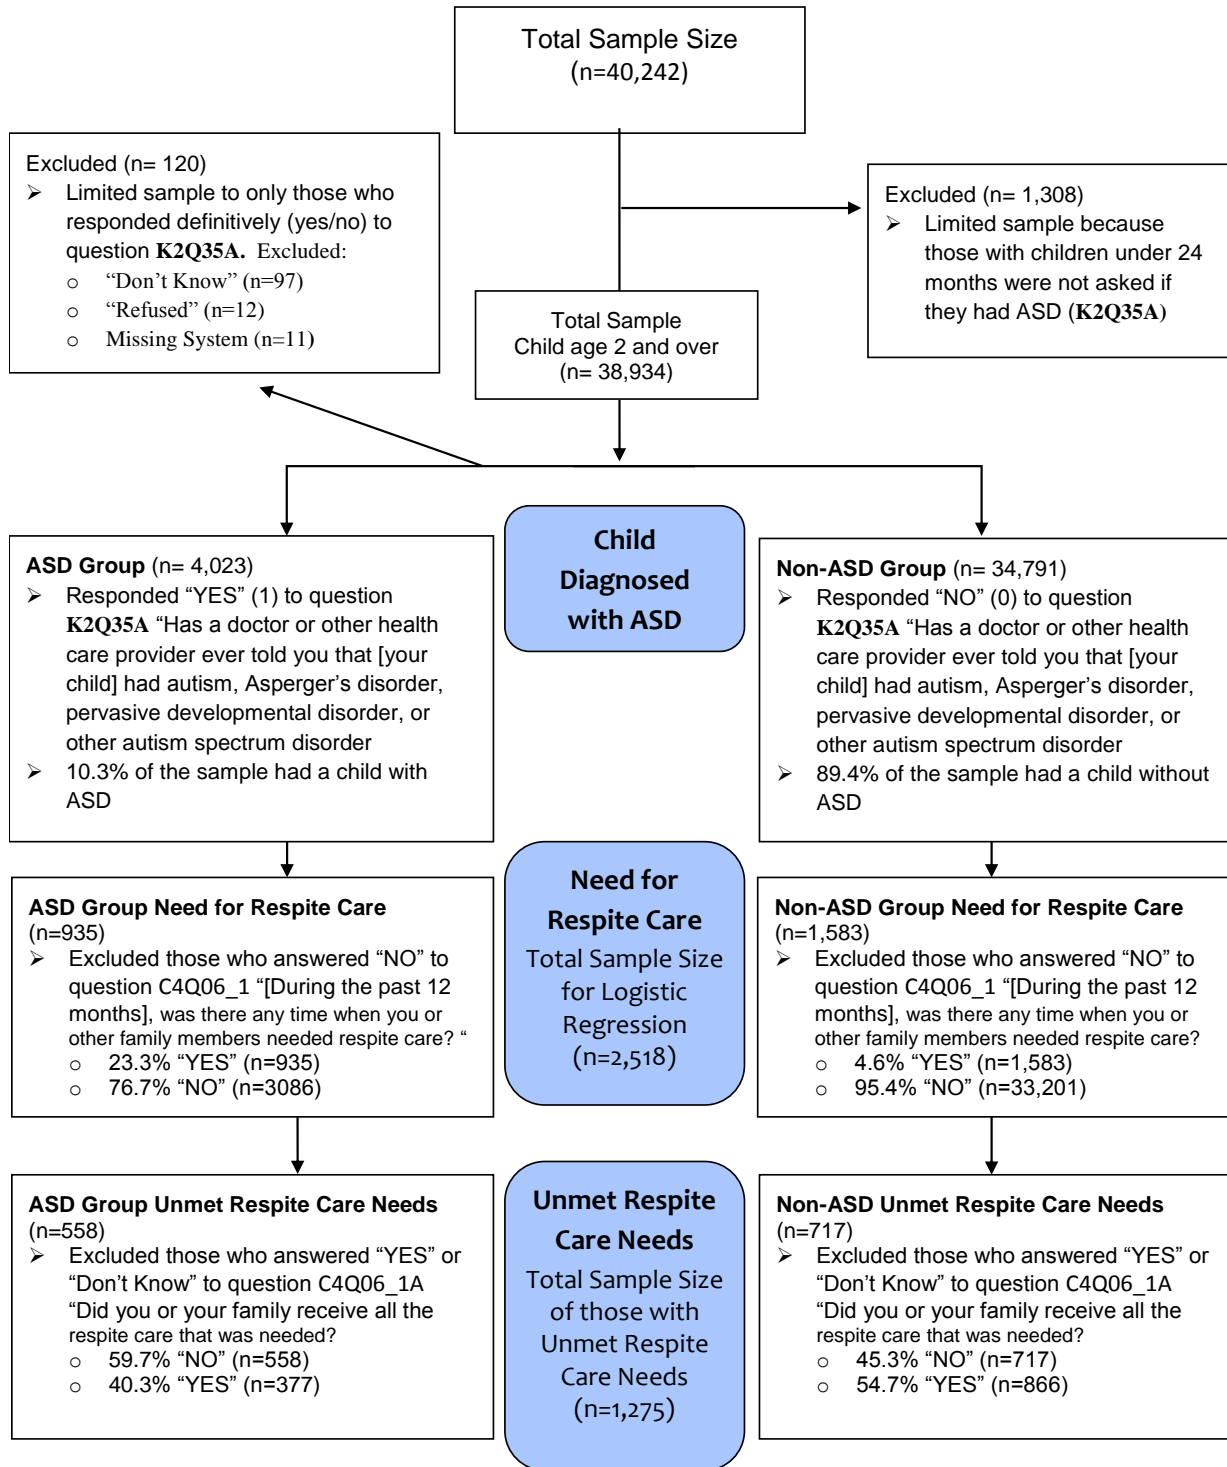 Total Sample Size
(n=40,242)
Excluded (n= 120)
➢ Limited sample to only those who
responded definitively (yes/no) to
question K2Q35A. Excluded:
o “Don’t Know” (n=97)
o “Refused” (n=12)
o Missing System (n=11)
Excluded (n= 1,308)
➢ Limited sample because
those with children under 24
months were not asked if
they had ASD (K2Q35A)
Total Sample
Child age 2 and over
(n= 38,934)
Child
Diagnosed
with ASD
ASD Group (n= 4,023)
➢ Responded “YES” (1) to question
K2Q35A “Has a doctor or other health
care provider ever told you that [your
child] had autism, Asperger’s disorder,
pervasive developmental disorder, or
other autism spectrum disorder
➢ 10.3% of the sample had a child with
ASD
Non-ASD Group (n= 34,791)
➢ Responded “NO” (0) to question
K2Q35A “Has a doctor or other health
care provider ever told you that [your
child] had autism, Asperger’s disorder,
pervasive developmental disorder, or
other autism spectrum disorder
➢ 89.4% of the sample had a child without
ASD
Need for
Respite Care
Total Sample Size
for Logistic
Regression
(n=2,518)
ASD Group Need for Respite Care
(n=935)
➢ Excluded those who answered “NO” to
question C4Q06_1 “[During the past 12
months], was there any time when you or
other family members needed respite care? “
o 23.3% “YES” (n=935)
o 76.7% “NO” (n=3086)
Non-ASD Group Need for Respite Care
(n=1,583)
➢ Excluded those who answered “NO” to
question C4Q06_1 “[During the past 12
months], was there any time when you or
other family members needed respite care?
o 4.6% “YES” (n=1,583)
o 95.4% “NO” (n=33,201)
Unmet Respite
Care Needs
Total Sample Size
of those with
Unmet Respite
Care Needs
(n=1,275)
ASD Group Unmet Respite Care Needs
(n=558)
➢ Excluded those who answered “YES” or
“Don’t Know” to question C4Q06_1A
“Did you or your family receive all the
respite care that was needed?
o 59.7% “NO” (n=558)
o 40.3% “YES” (n=377)
Non-ASD Unmet Respite Care Needs
(n=717)
➢ Excluded those who answered “YES”
or “Don’t Know” to question C4Q06_1A
“Did you or your family receive all the
respite care that was needed?
o 45.3% “NO” (n=717)
o 54.7% “YES” (n=866)